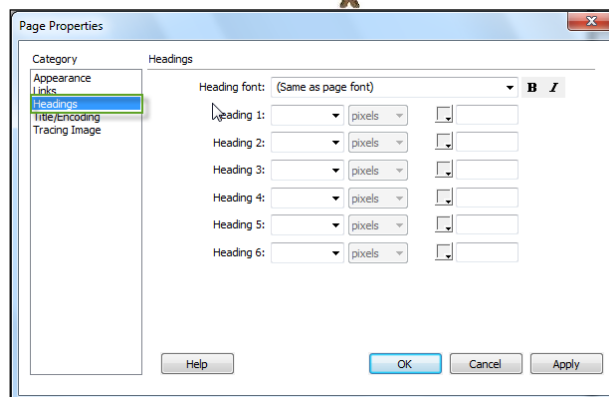 Page Properties
Category
Appearance
Links
Headings
Title/Encoding
Tracing Image
Headings
Heading font: (Same as page font) B I
Heading 1: pixels
Heading 2: pixels
Heading 3: pixels
Heading 4: pixels
Heading 5: pixels
Heading 6: pixels
Help OK Cancel Apply